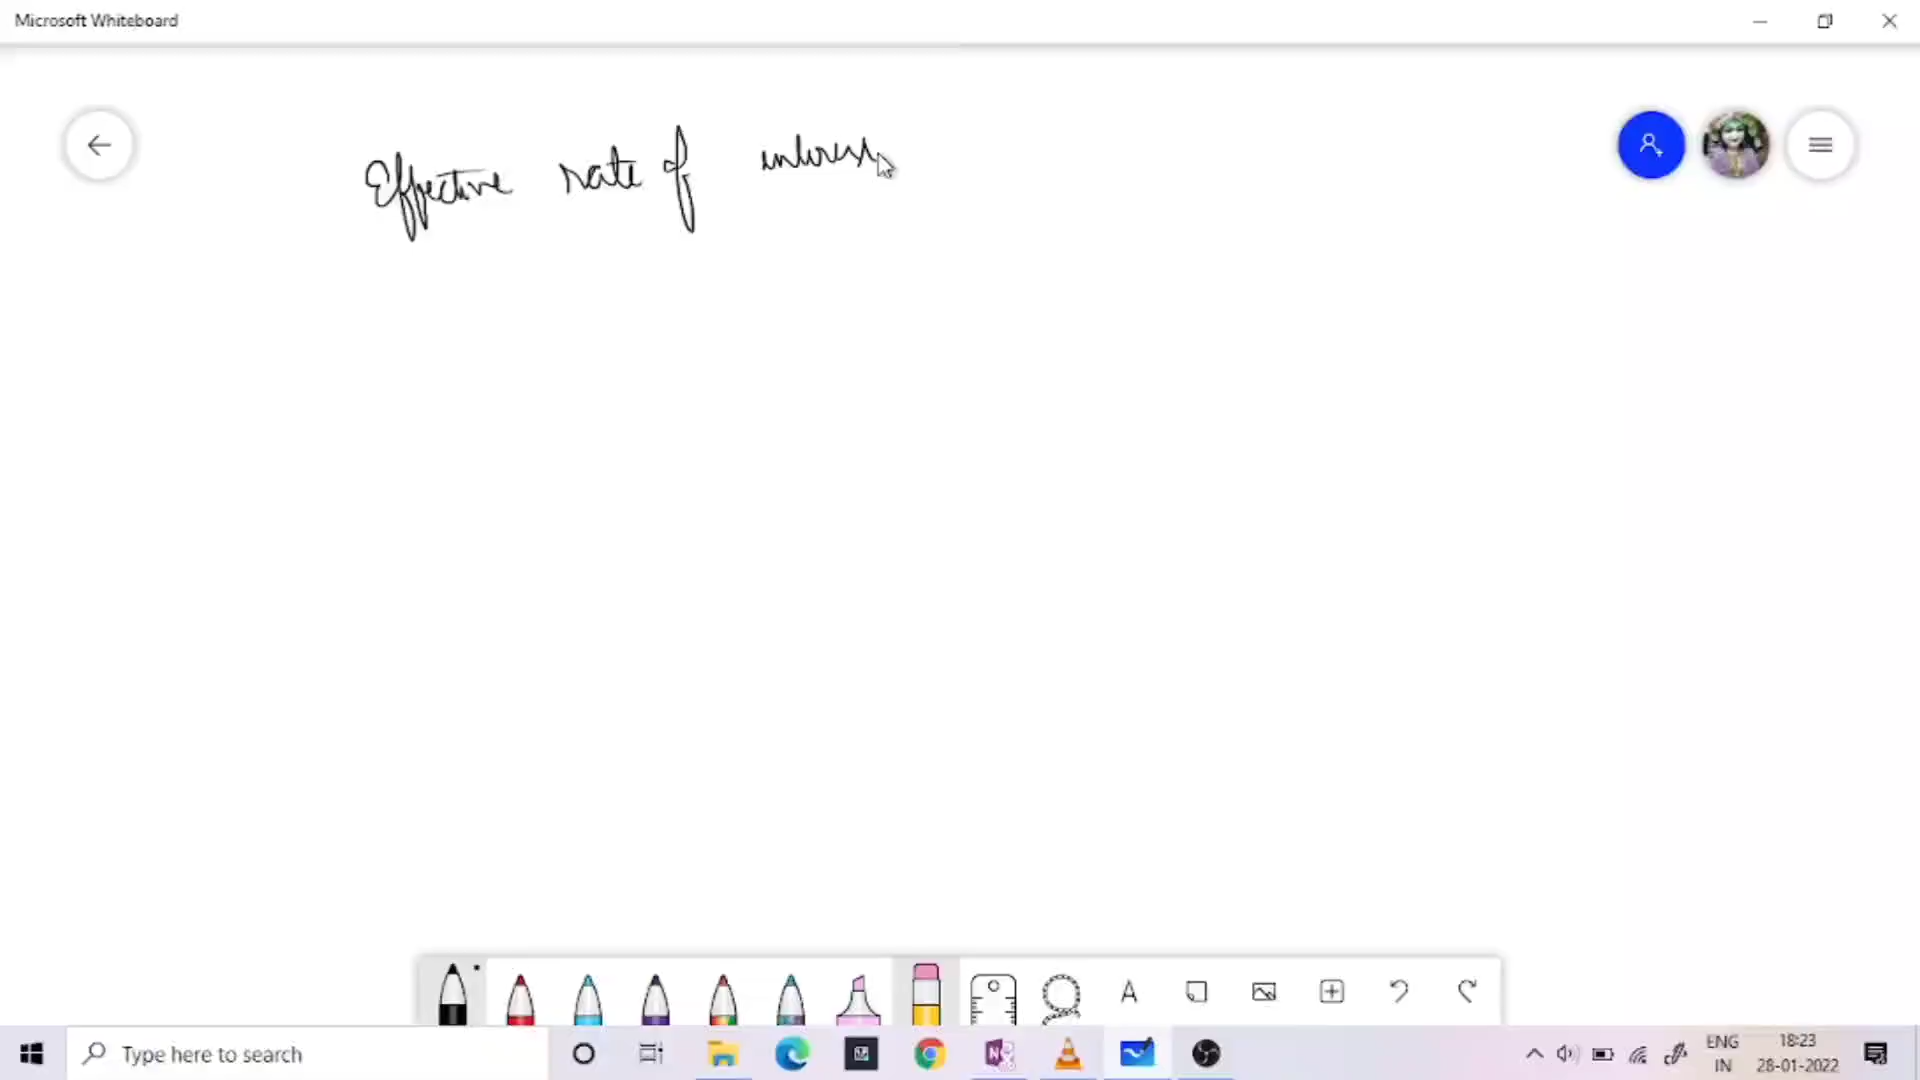 Microsoft Whiteboard
Effective rate of interest
A
Type here to search
ENG
IN
18:23
28-01-2022